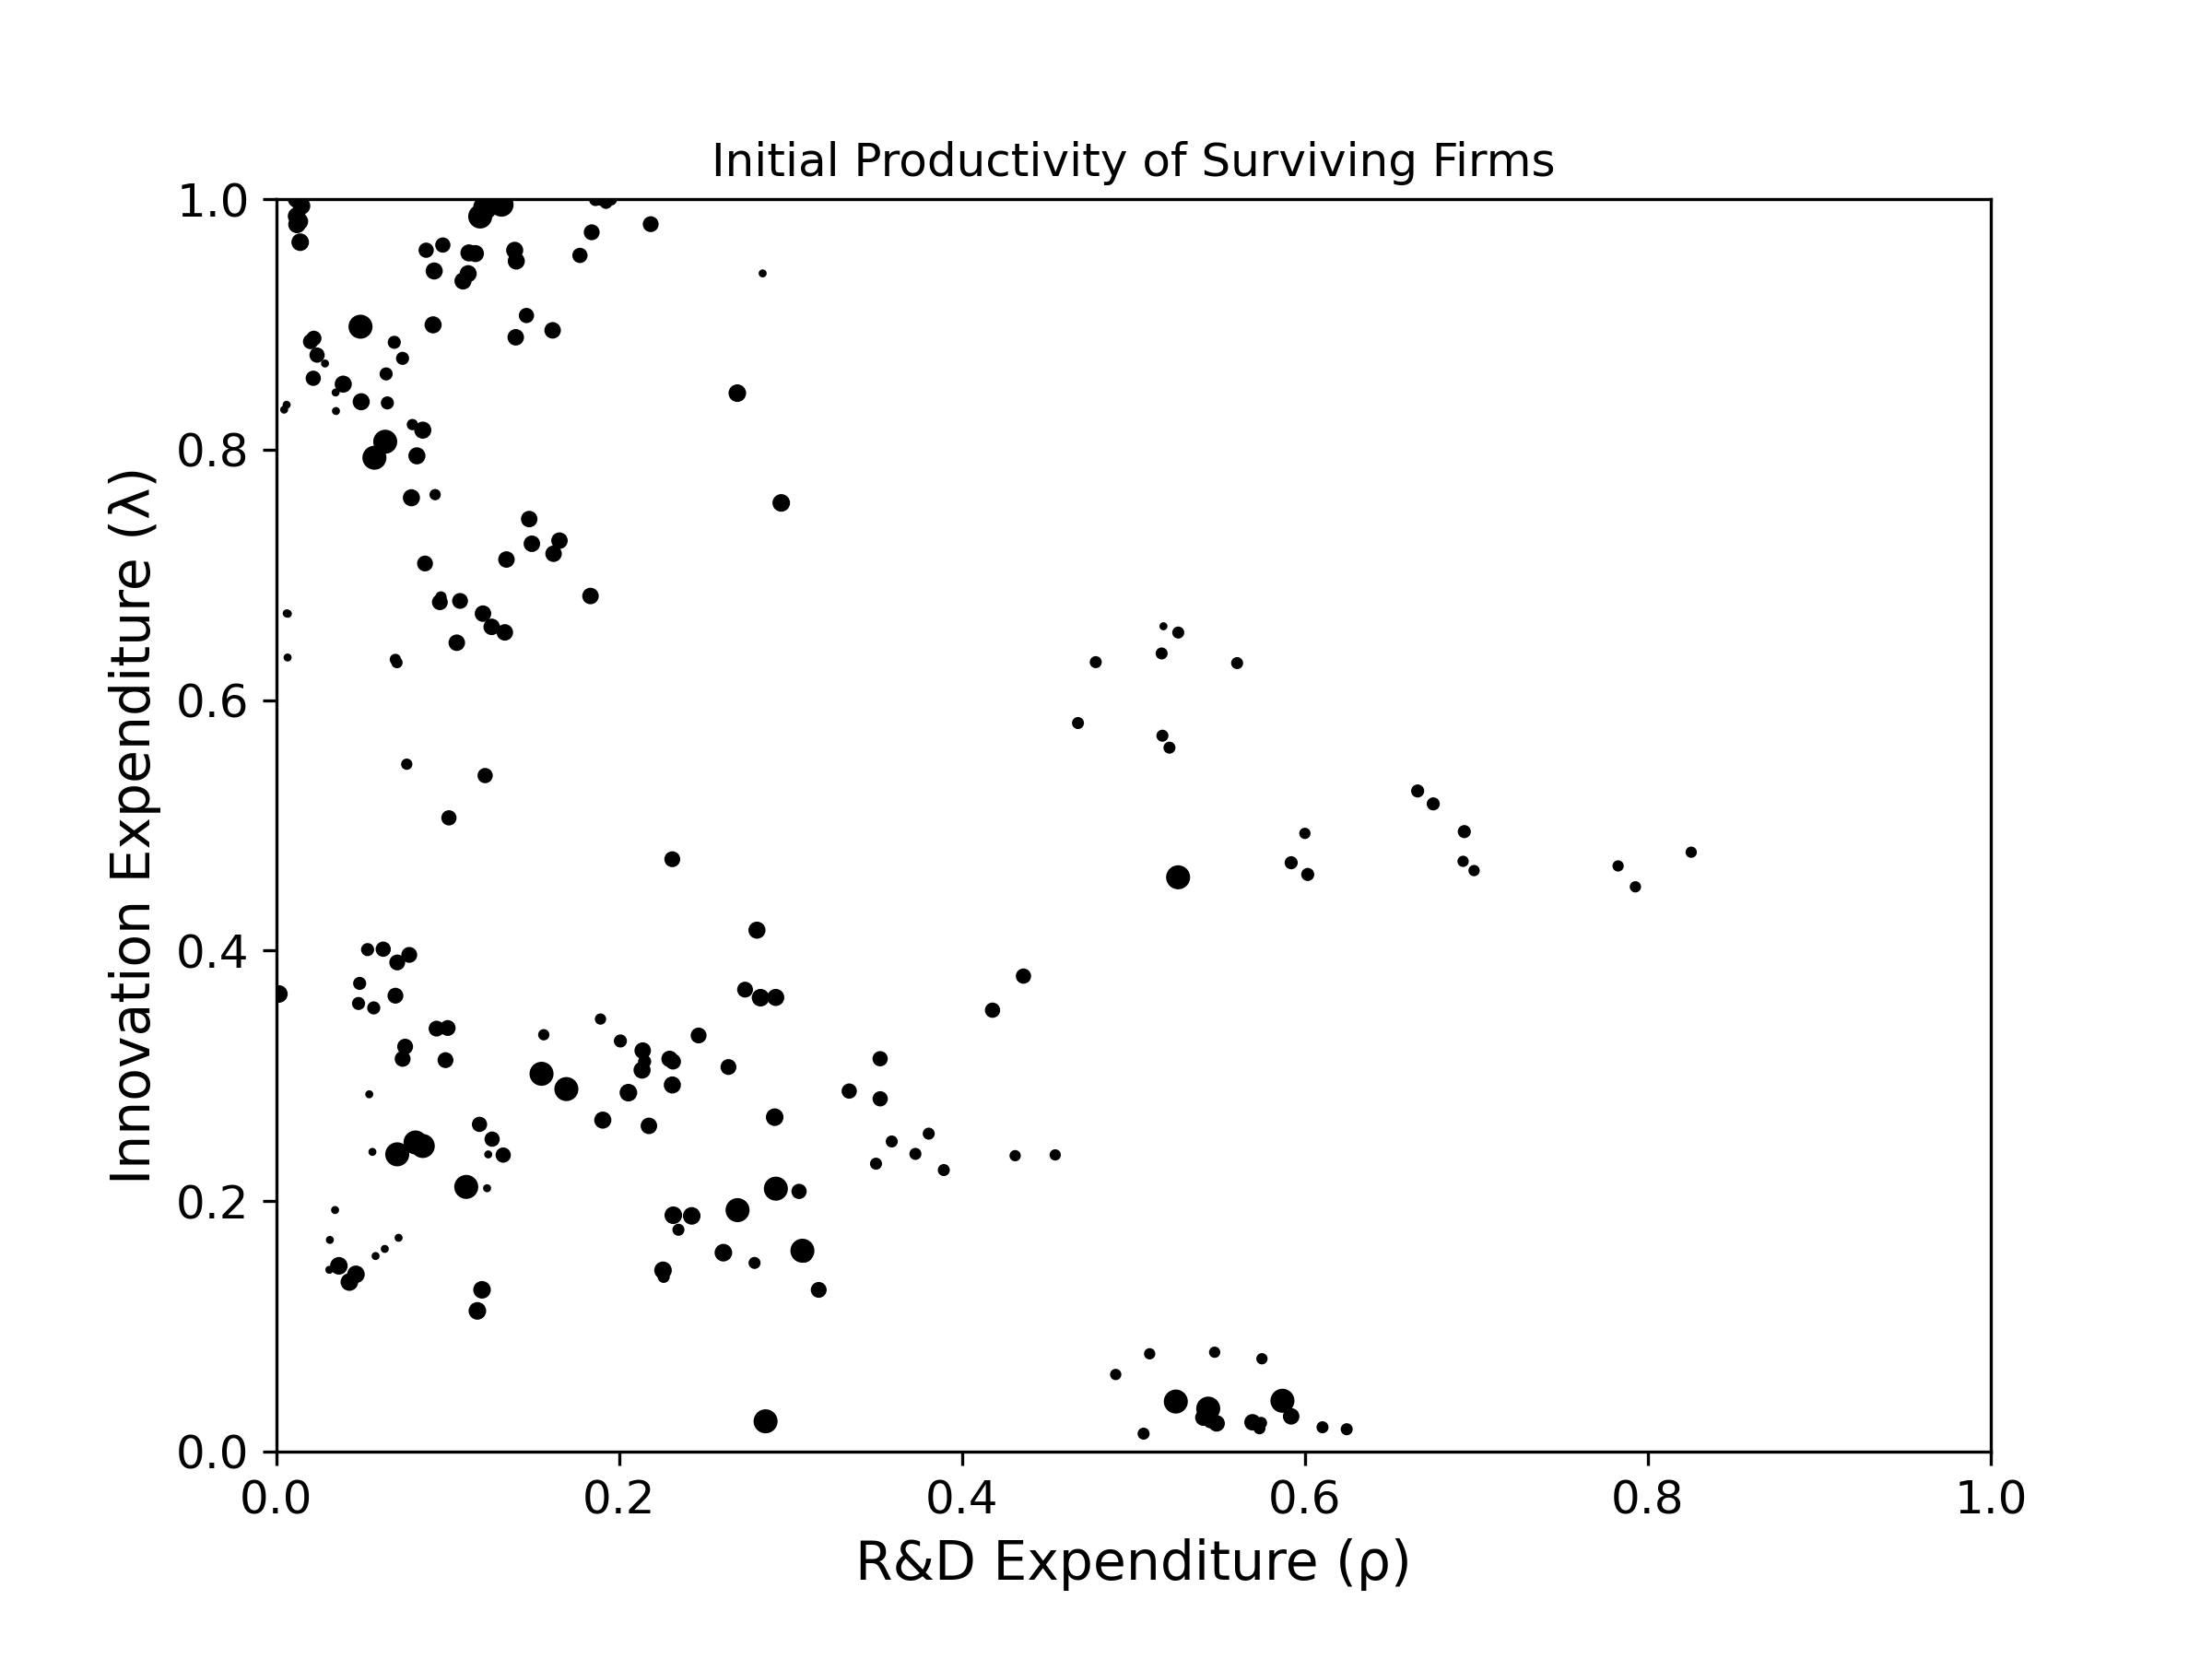 Initial Productivity of Surviving Firms
1.0
0.8
0.6
0.4
0.2
0.0
Innovation Expenditure (λ)
0.0 0.2 0.4 0.6 0.8 1.0
R&D Expenditure (ρ)